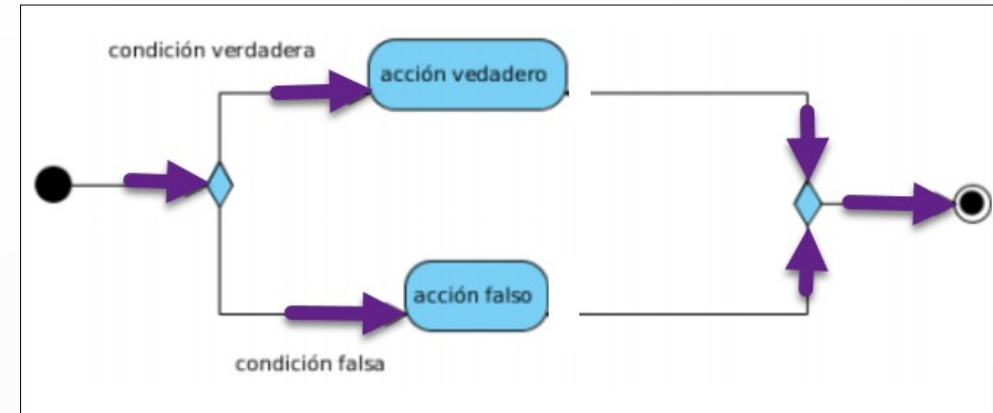 condición verdadera
acción vedadero
acción falso
condición falsa